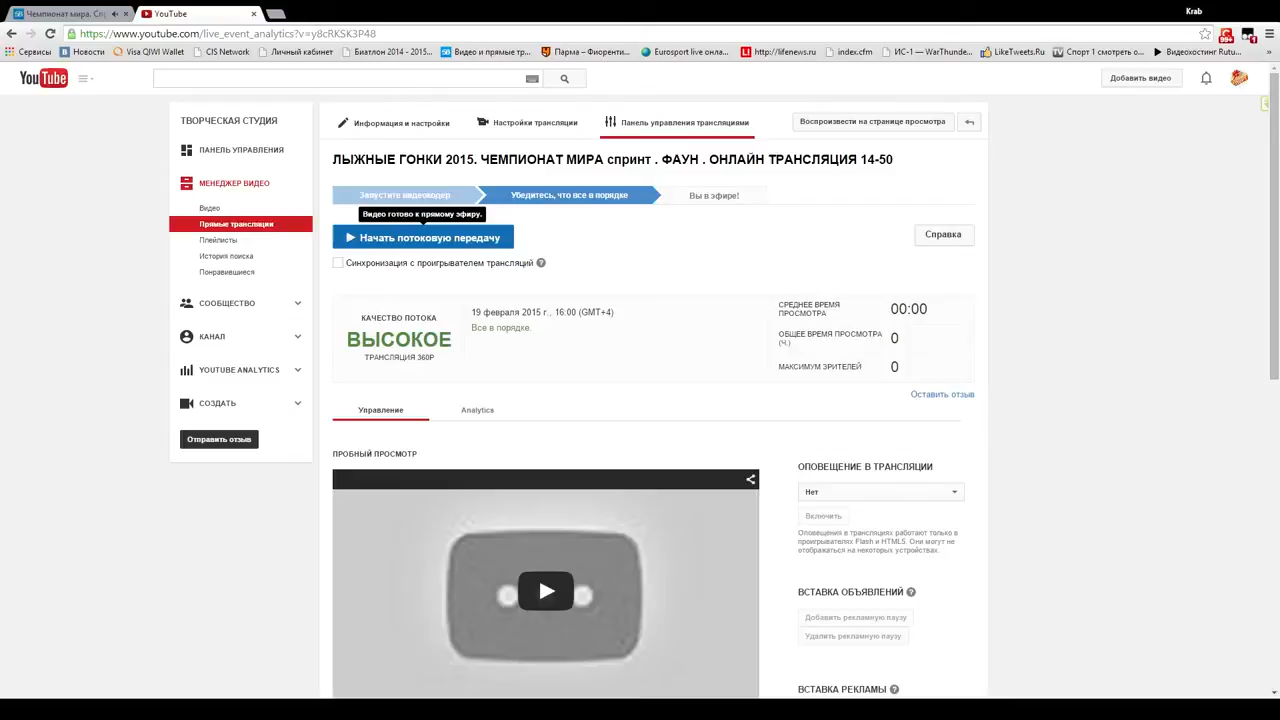 Krab
Чемпионат мира. Спр
YouTube
https://www.youtube.com/live_event_analytics?v=y8cRKSK3P48
Сервисы
Новости
Visa QIWI Wallet
CIS Network
Личный кабинет
Биатлон 2014 - 2015...
Видео и прямые тр...
Парма – Фиоренти...
Eurosport live онла...
http://lifenews.ru
index.cfm
ИС-1 — WarThunde...
LikeTweets.Ru
Спорт 1 смотреть о...
Видеохостинг Rutu...
YouTube
Добавить видео
ТВОРЧЕСКАЯ СТУДИЯ
ПАНЕЛЬ УПРАВЛЕНИЯ
МЕНЕДЖЕР ВИДЕО
Видео
Прямые трансляции
Плейлисты
История поиска
Понравившиеся
СООБЩЕСТВО
КАНАЛ
YOUTUBE ANALYTICS
СОЗДАТЬ
Отправить отзыв
Информация и настройки
Настройки трансляции
Панель управления трансляциями
Воспроизвести на странице просмотра
ЛЫЖНЫЕ ГОНКИ 2015. ЧЕМПИОНАТ МИРА спринт . ФАУН . ОНЛАЙН ТРАНСЛЯЦИЯ 14-50
Запустите видеокодер
Убедитесь, что все в порядке
Вы в эфире!
Видео готово к прямому эфиру.
Начать потоковую передачу
Справка
Синхронизация с проигрывателем трансляций
КАЧЕСТВО ПОТОКА
ВЫСОКОЕ
ТРАНСЛЯЦИЯ 360P
19 февраля 2015 г., 16:00 (GMT+4)
Все в порядке.
СРЕДНЕЕ ВРЕМЯ ПРОСМОТРА
00:00
ОБЩЕЕ ВРЕМЯ ПРОСМОТРА (Ч.)
0
МАКСИМУМ ЗРИТЕЛЕЙ
0
Оставить отзыв
Управление
Analytics
ПРОБНЫЙ ПРОСМОТР
ОПОВЕЩЕНИЕ В ТРАНСЛЯЦИИ
Нет
Включить
Оповещения в трансляциях работают только в
проигрывателях Flash и HTML5. Они могут не
отображаться на некоторых устройствах.
ВСТАВКА ОБЪЯВЛЕНИЙ
Добавить рекламную паузу
Удалить рекламную паузу
ВСТАВКА РЕКЛАМЫ